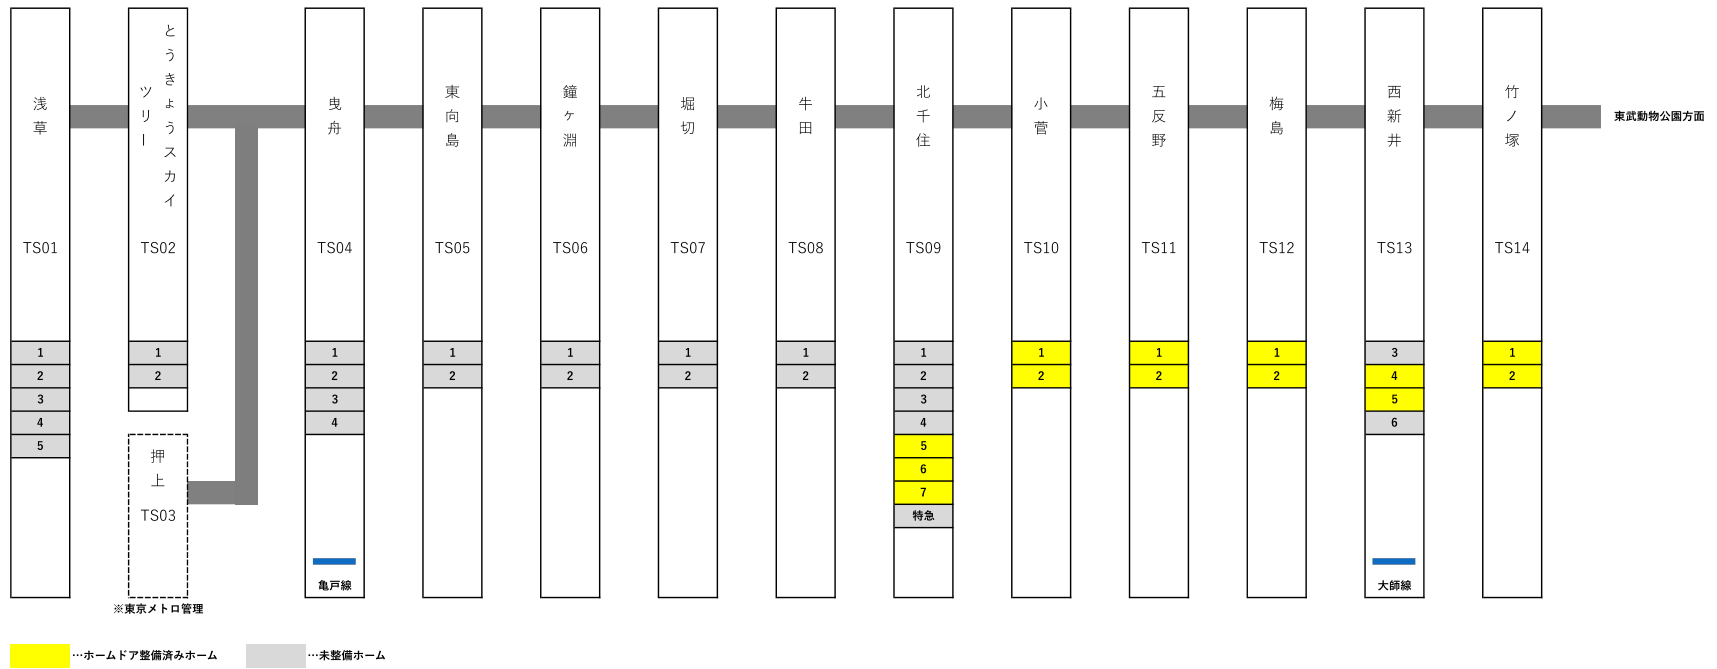 浅草
TS01
1
2
3
4
5
とうきょうスカイ
ツリー
TS02
1
2
押上
TS03
※東京メトロ管理
曳舟
TS04
1
2
3
4
亀戸線
東向島
TS05
1
2
鐘ヶ淵
TS06
1
2
堀切
TS07
1
2
牛田
TS08
1
2
北千住
TS09
1
2
3
4
5
6
7
特急
小菅
TS10
1
2
五反野
TS11
1
2
梅島
TS12
1
2
西新井
TS13
3
4
5
6
大師線
竹ノ塚
TS14
1
2
東武動物公園方面
…ホームドア整備済みホーム
…未整備ホーム